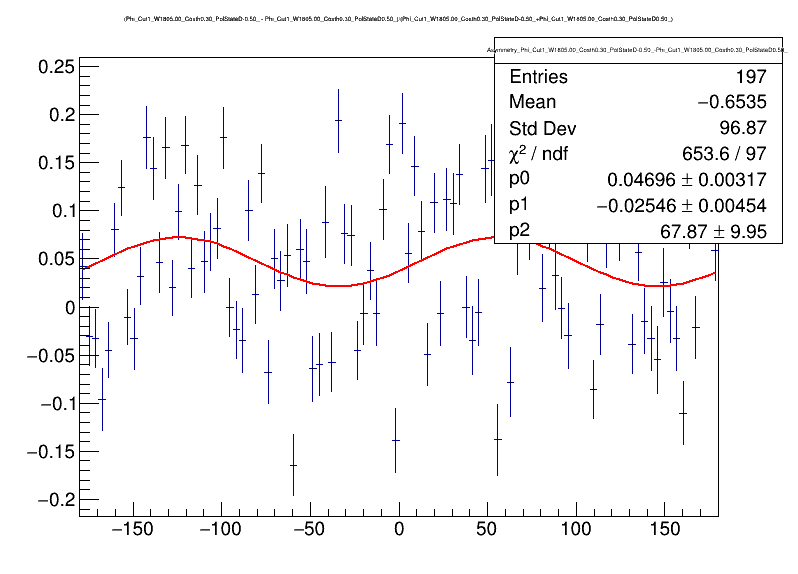 (Phi_Cut1_W1805.00_Costh0.30_PolStateD-0.50_ - Phi_Cut1_W1805.00_Costh0.30_PolStateD0.50_)/(Phi_Cut1_W1805.00_Costh0.30_PolStateD-0.50_+Phi_Cut1_W1805.00_Costh0.30_PolStateD0.50_)
Asymmetry_Phi_Cut1_W1805.00_Costh0.30_PolStateD-0.50_-Phi_Cut1_W1805.00_Costh0.30_PolStateD0.50_
Entries 197
Mean −0.6535
Std Dev 96.87
χ² / ndf 653.6 / 97
p0 0.04696 ± 0.00317
p1 −0.02546 ± 0.00454
p2 67.87 ± 9.95
0.25
0.2
0.15
0.1
0.05
0
−0.05
−0.1
−0.15
−0.2
−150 −100 −50 0 50 100 150